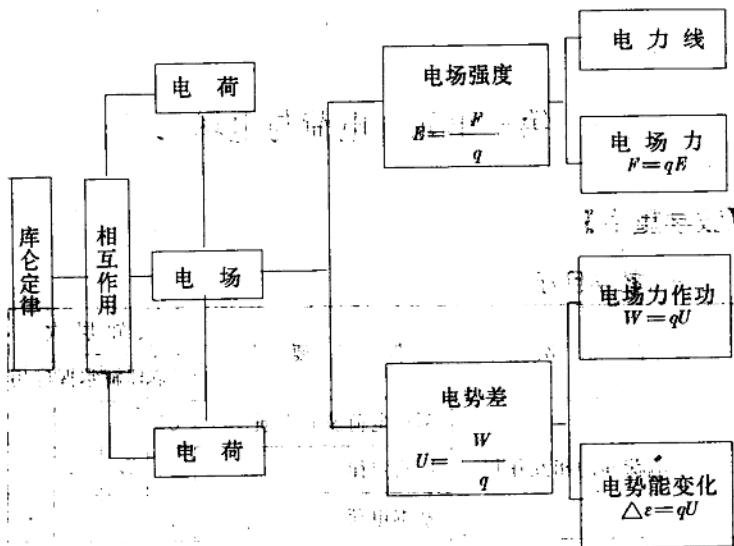 库仑定律
相互作用
电荷
电场
电荷
电场强度
E=F/q
电势差
U=W/q
电力线
电场力
F=qE
电场力作功
W=qU
电势能变化
△ε=qU